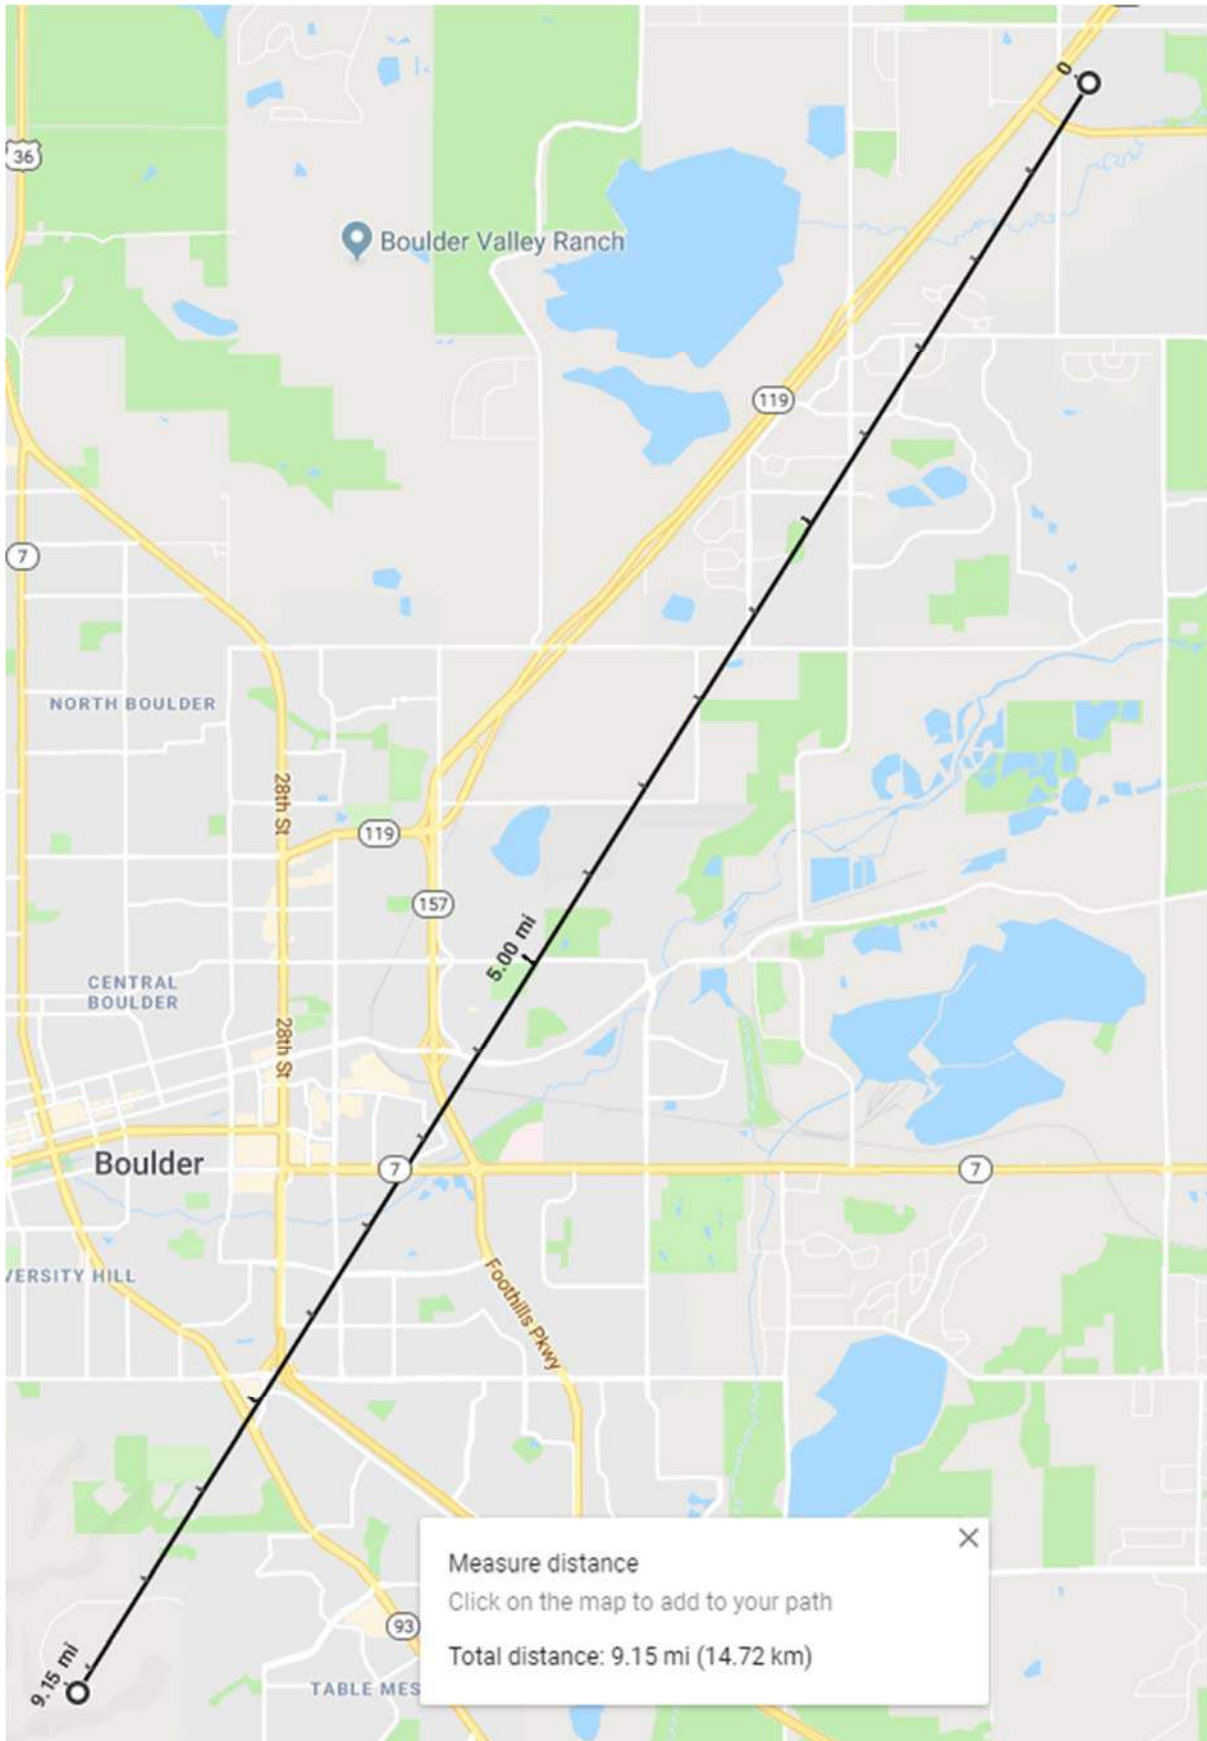 0
36
Boulder Valley Ranch
119
7
NORTH BOULDER
28th St
119
157
5.00 mi
CENTRAL
BOULDER
28th St
Boulder
7
7
VERSITY HILL
Foothills Pkwy
Measure distance
Click on the map to add to your path
93
Total distance: 9.15 mi (14.72 km)
9.15 mi
TABLE MES